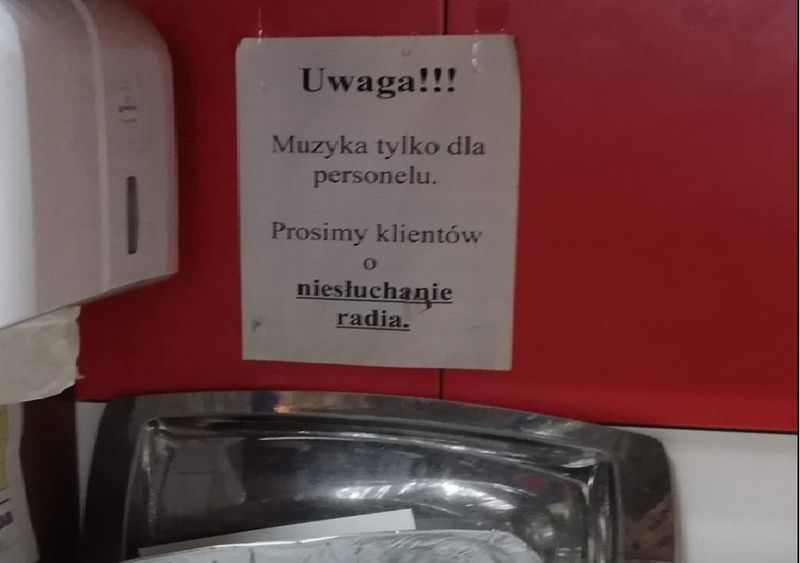 Uwaga!!!
Muzyka tylko dla
personelu.
Prosimy klientów
o
niesłuchanie
radia.